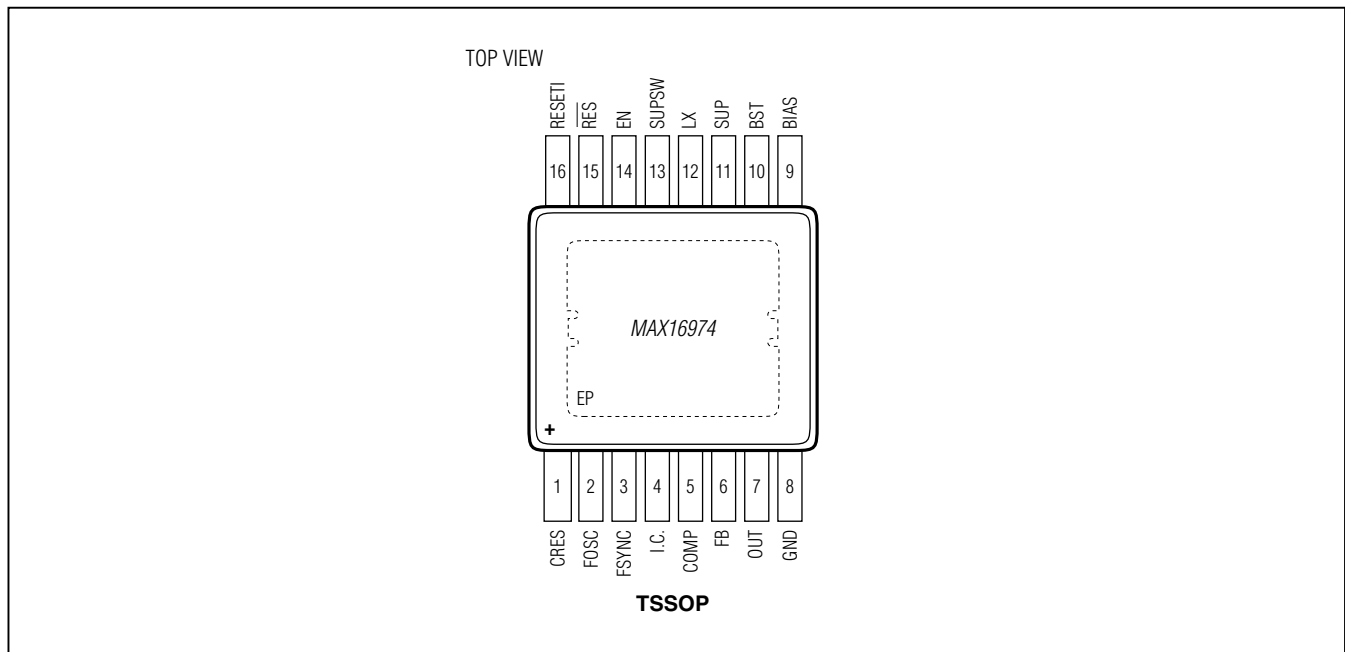 TOP VIEW
RESETI
RES
EN
SUPSW
LX
SUP
BST
BIAS
16
15
14
13
12
11
10
9
MAX16974
EP
+
1
2
3
4
5
6
7
8
CRES
FOSC
FSYNC
I.C.
COMP
FB
OUT
GND
TSSOP